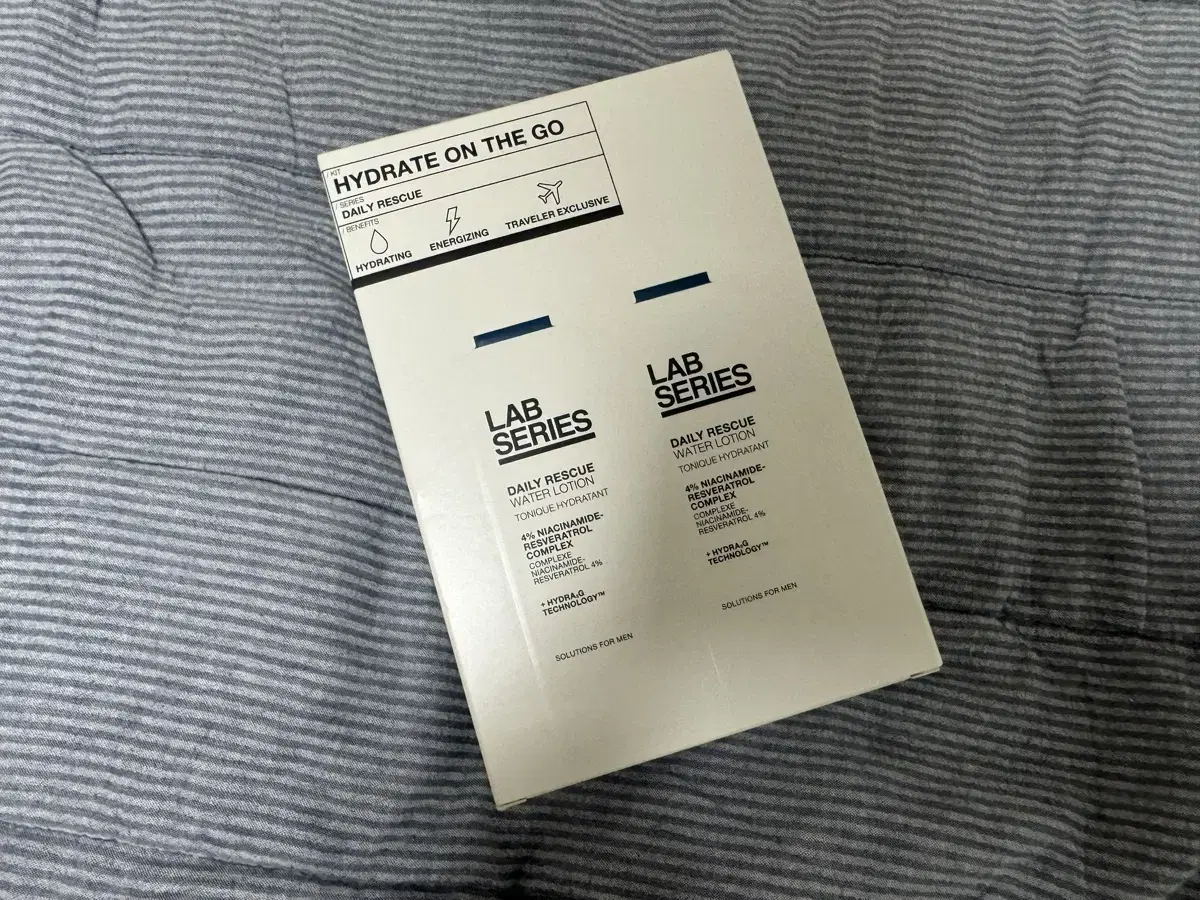 / KIT
HYDRATE ON THE GO
/ SERIES
DAILY RESCUE
/ BENEFITS
HYDRATING
ENERGIZING
TRAVELER EXCLUSIVE
LAB
SERIES
DAILY RESCUE
WATER LOTION
TONIQUE HYDRATANT
4% NIACINAMIDE-
RESVERATROL
COMPLEX
COMPLEXE
NIACINAMIDE-
RESVERATROL 4%
+ HYDRA₂G
TECHNOLOGY™
SOLUTIONS FOR MEN
LAB
SERIES
DAILY RESCUE
WATER LOTION
TONIQUE HYDRATANT
4% NIACINAMIDE-
RESVERATROL
COMPLEX
COMPLEXE
NIACINAMIDE-
RESVERATROL 4%
+ HYDRA₂G
TECHNOLOGY™
SOLUTIONS FOR MEN